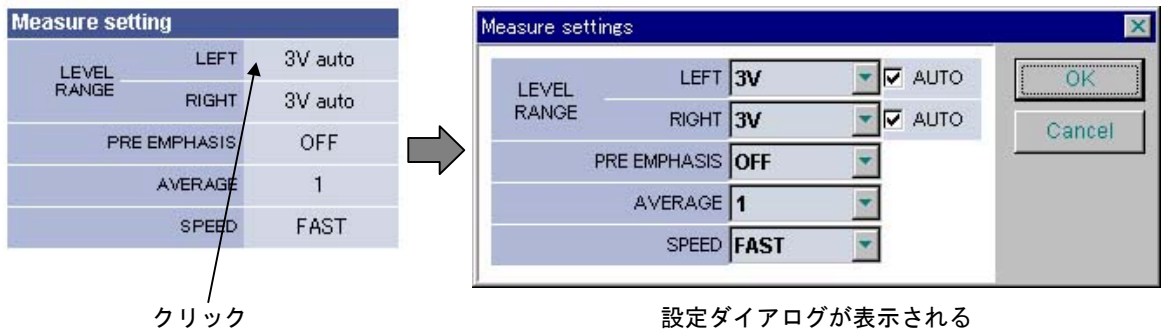 Measure setting
LEVEL RANGE LEFT 3V auto
RIGHT 3V auto
PRE EMPHASIS OFF
AVERAGE 1
SPEED FAST
クリック
Measure settings
LEVEL RANGE LEFT 3V AUTO
RIGHT 3V AUTO
PRE EMPHASIS OFF
AVERAGE 1
SPEED FAST
OK
Cancel
設定ダイアログが表示される